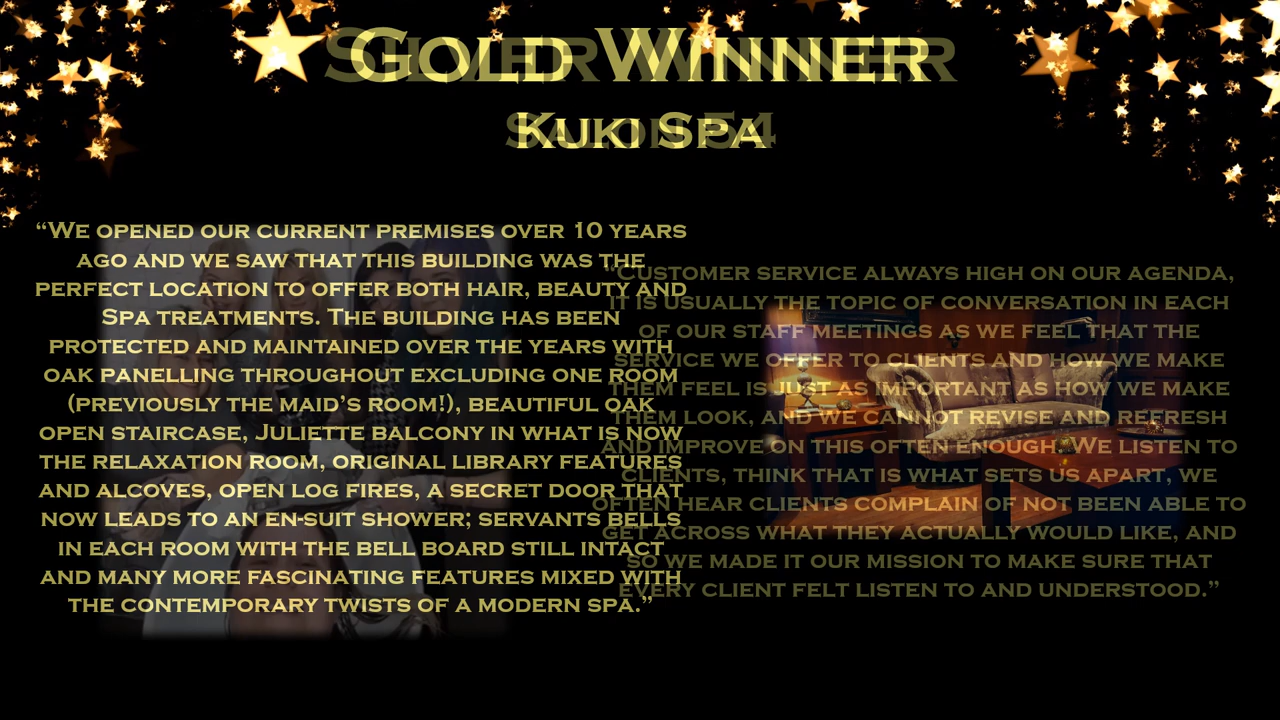 Gold Winner
Silver Winner
Kuki Spa
Salon 54
“We opened our current premises over 10 years
ago and we saw that this building was the
perfect location to offer both hair, beauty and
Spa treatments. The building has been
protected and maintained over the years with
oak panelling throughout excluding one room
(previously the maid’s room!), beautiful oak
open staircase, Juliette balcony in what is now
the relaxation room, original library features
and alcoves, open log fires, a secret door that
now leads to an en-suit shower; servants bells
in each room with the bell board still intact
and many more fascinating features mixed with
the contemporary twists of a modern spa.”
“Customer service always high on our agenda,
it is usually the topic of conversation in each
of our staff meetings as we feel that the
service we offer to clients and how we make
them feel is just as important as how we make
them look, and we cannot revise and refresh
and improve on this often enough. We listen to
clients, think that is what sets us apart, we
often hear clients complain of not been able to
get across what they actually would like, and
so we made it our mission to make sure that
every client felt listen to and understood.”